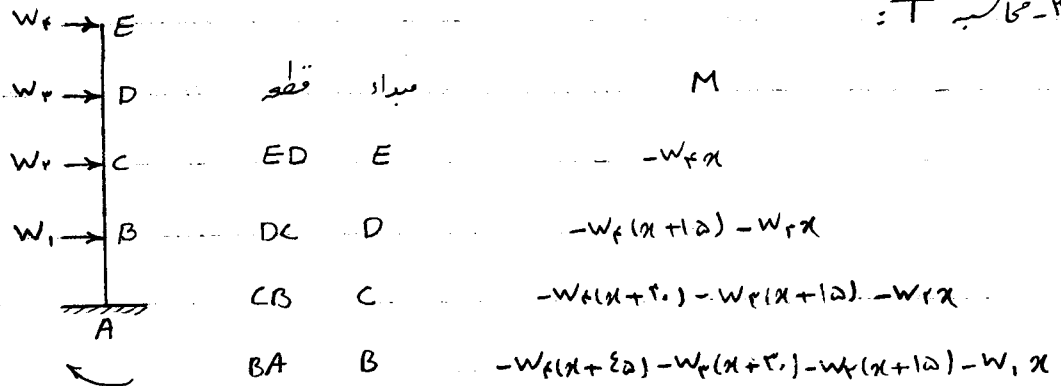 ۳- محاسبه T :
W۴ → E
W۳ → D قطعه مبداء M
W۲ → C ED E -W۴x
W۱ → B DC D -W۴(x+۱۵) -W۳x
CB C -W۴(x+۳۰) -W۳(x+۱۵) -W۲x
A
BA B -W۴(x+٤۵) -W۳(x+۳۰) -W۲(x+۱۵) -W۱ x